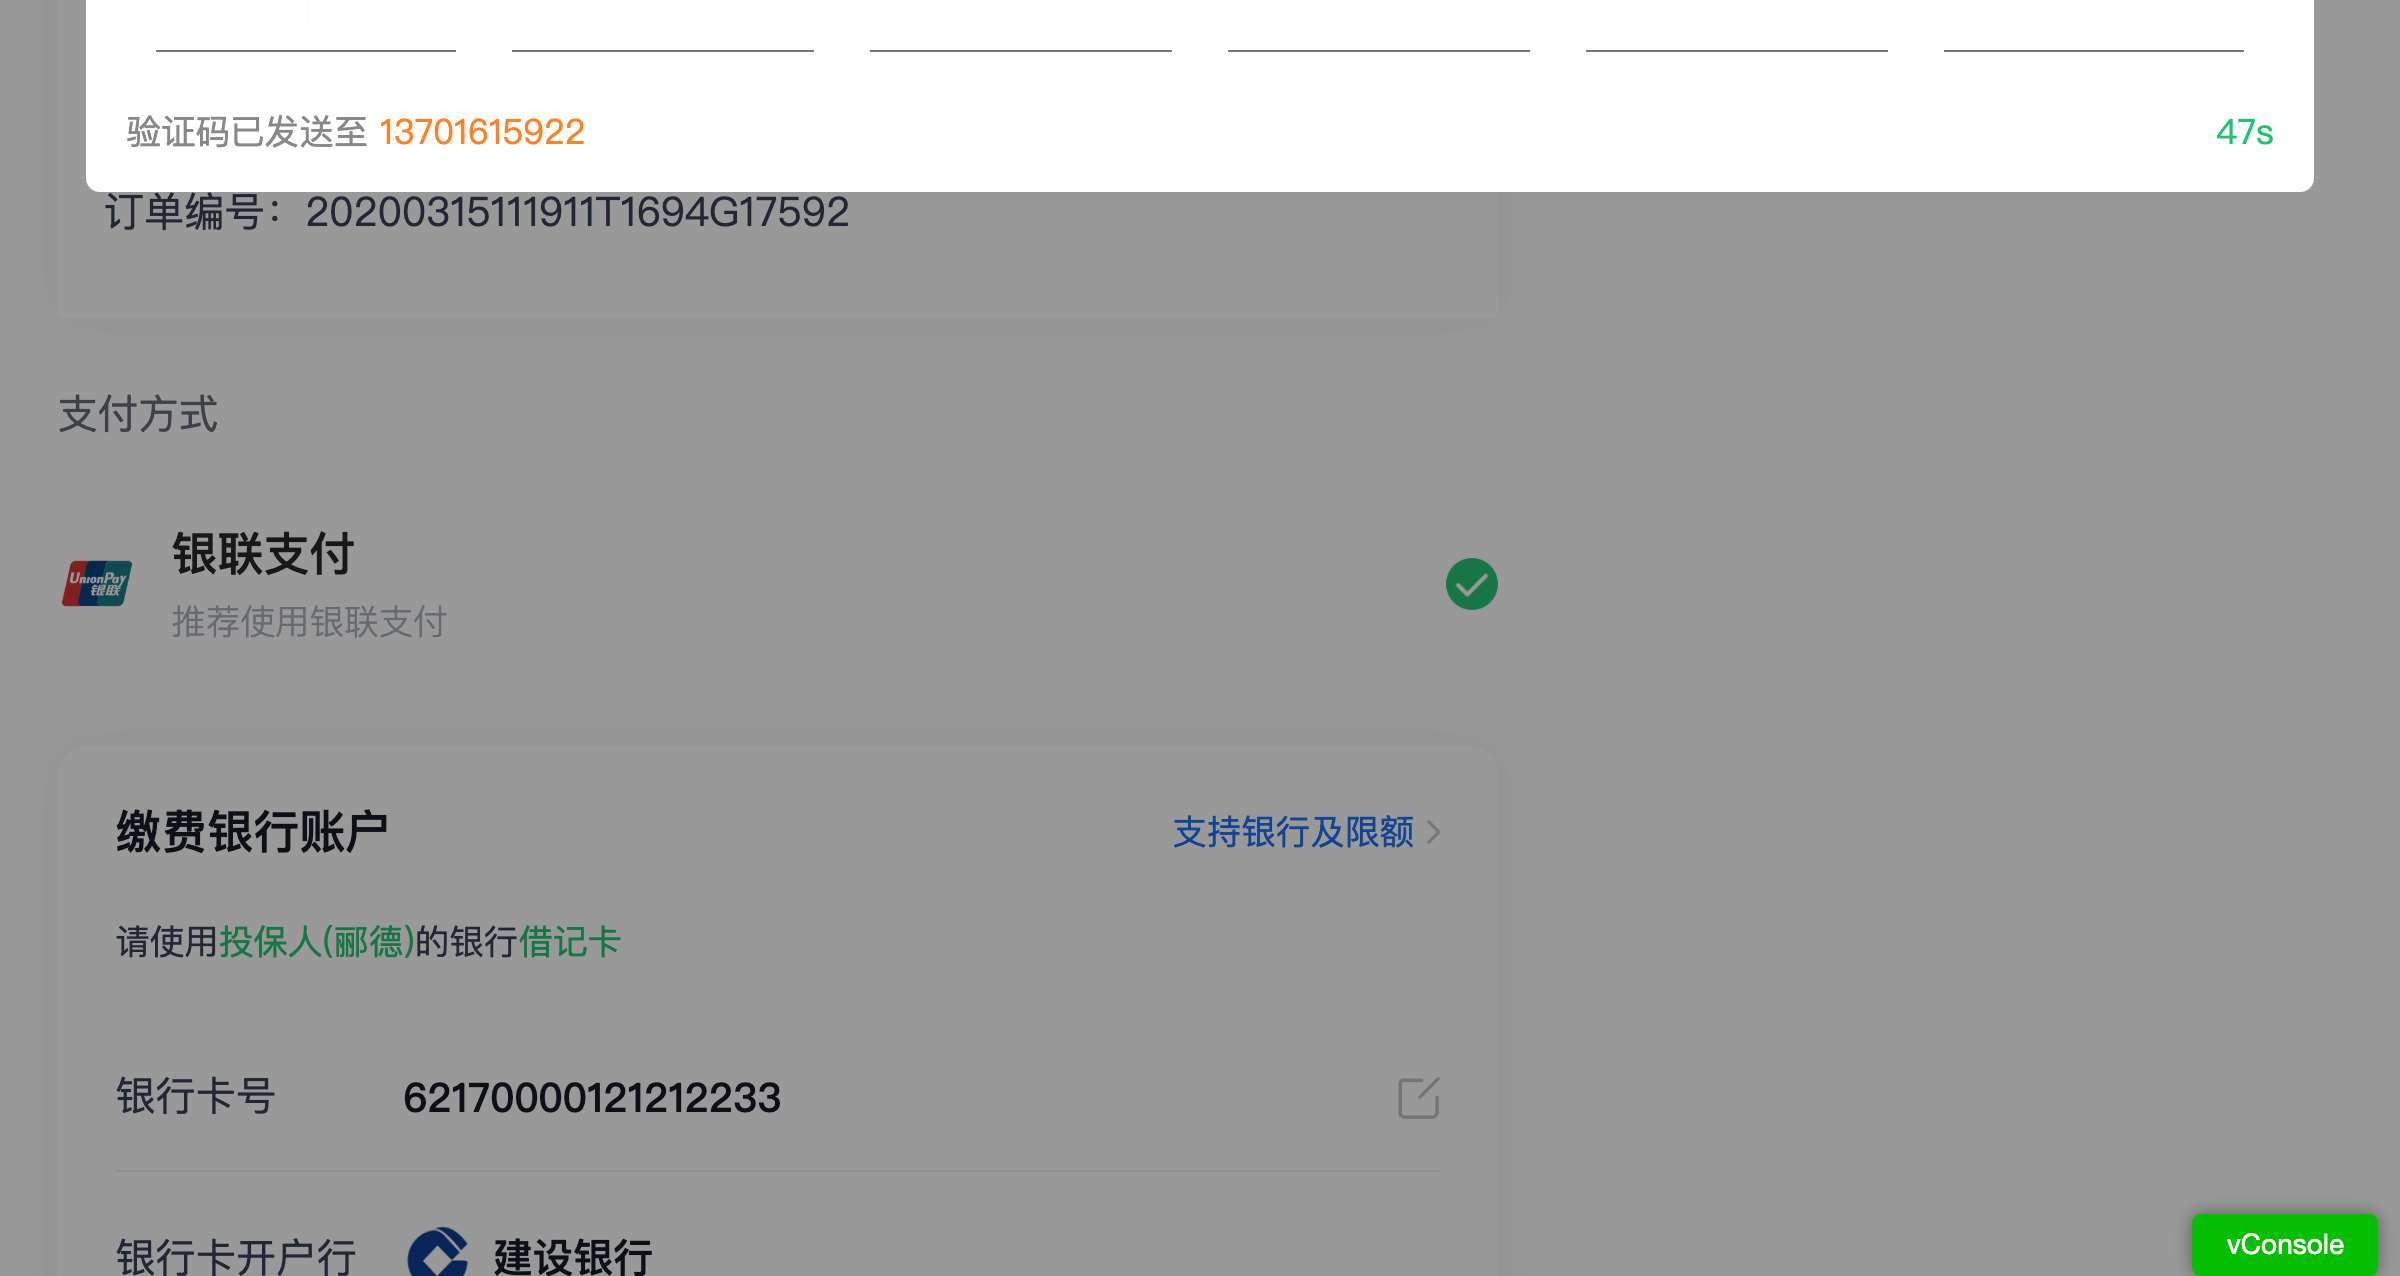 验证码已发送至 13701615922
47s
订单编号：20200315111911T1694G17592
支付方式
UnionPay
银联
银联支付
推荐使用银联支付
缴费银行账户
支持银行及限额
请使用投保人(郦德)的银行借记卡
银行卡号 62170000121212233
银行卡开户行 建设银行
vConsole